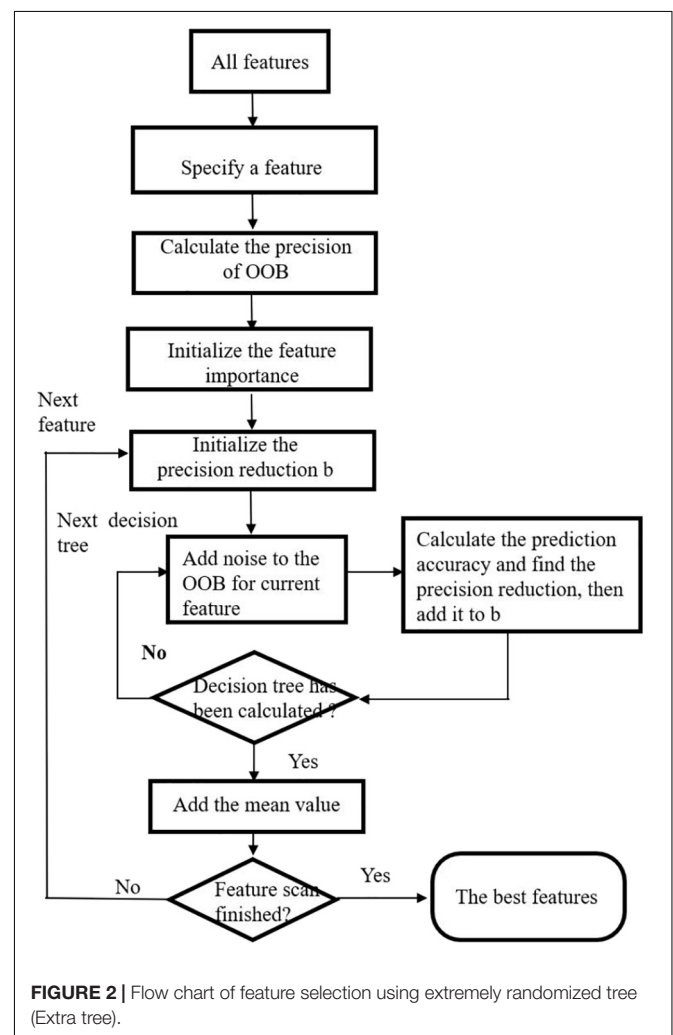 All features
Specify a feature
Calculate the precision
of OOB
Initialize the feature
importance
Next
feature
Initialize the
precision reduction b
Next decision
tree
Add noise to the
OOB for current
feature
Calculate the prediction
accuracy and find the
precision reduction, then
add it to b
No
Decision tree has
been calculated ?
Yes
Add the mean value
No
Feature scan
finished?
Yes
The best features
FIGURE 2 | Flow chart of feature selection using extremely randomized tree
(Extra tree).